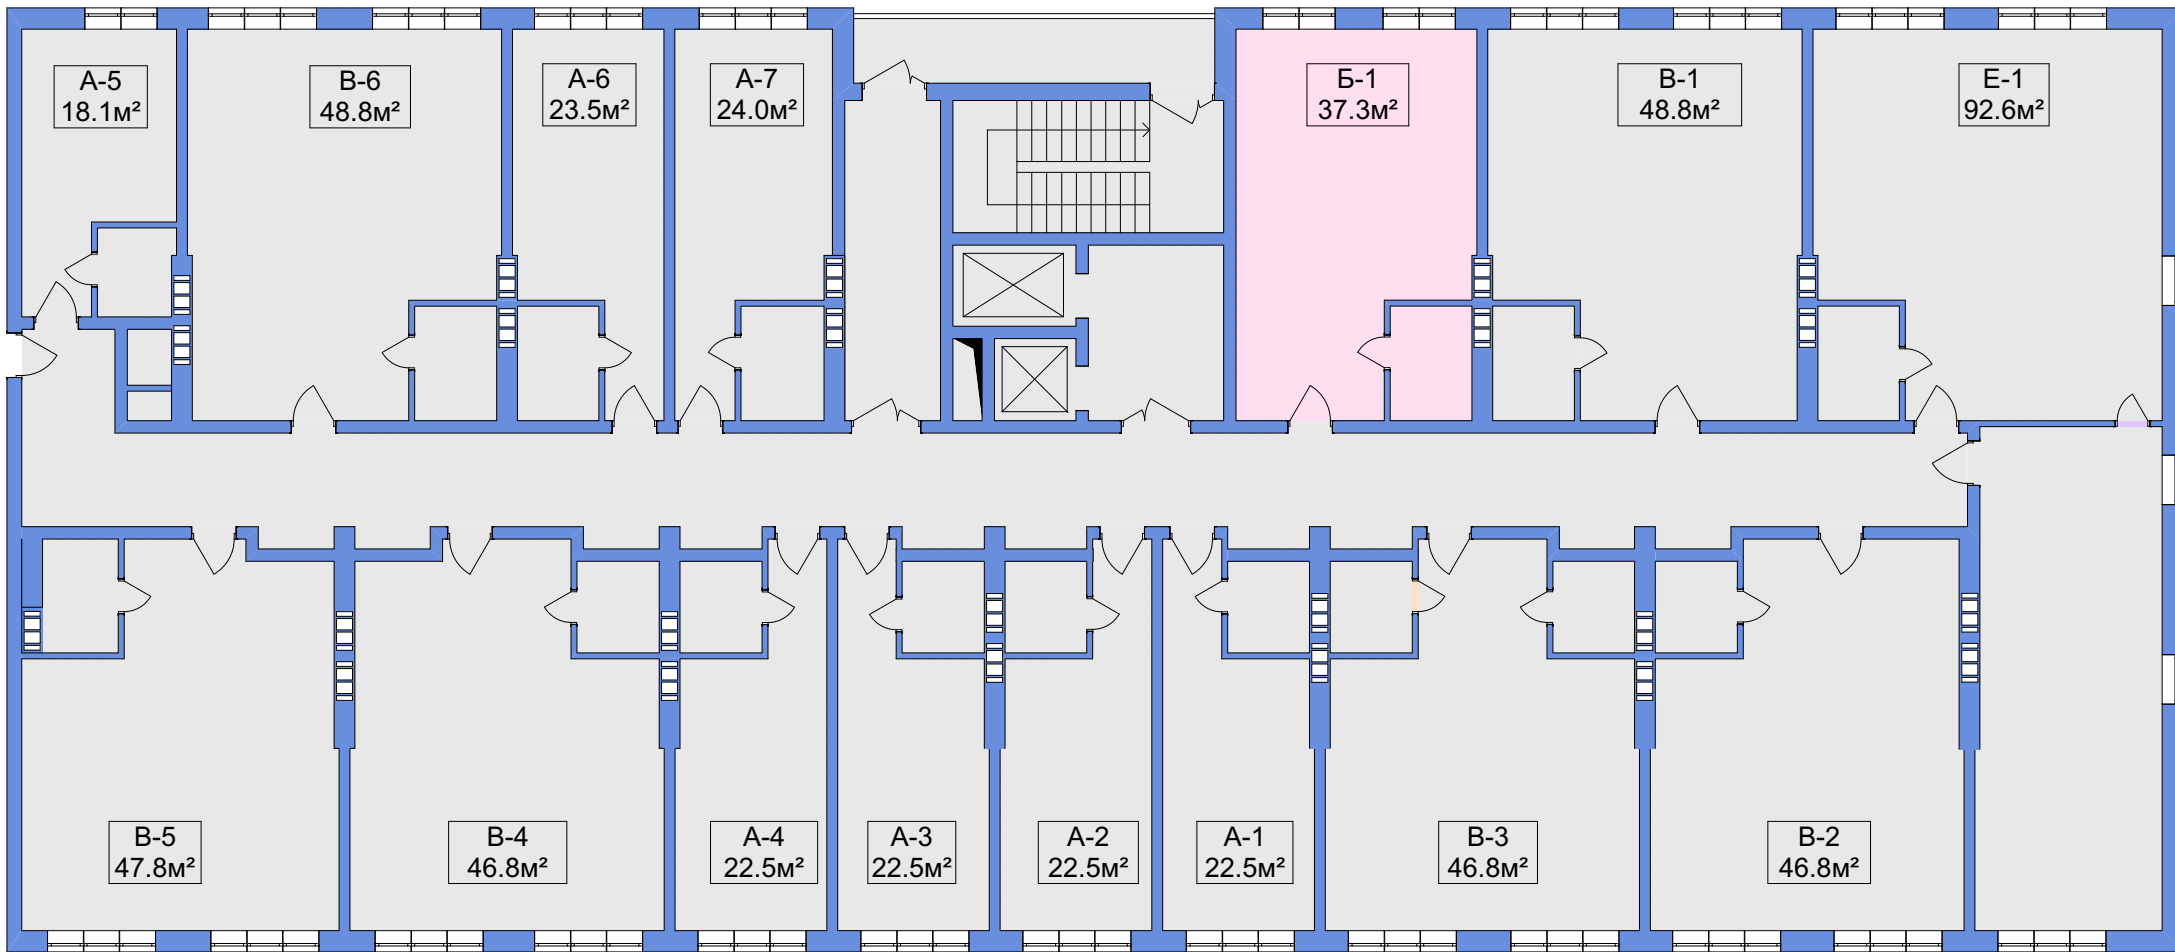 А-5
18.1м²
В-6
48.8м²
А-6
23.5м²
А-7
24.0м²
Б-1
37.3м²
В-1
48.8м²
Е-1
92.6м²
В-5
47.8м²
В-4
46.8м²
А-4
22.5м²
А-3
22.5м²
А-2
22.5м²
А-1
22.5м²
В-3
46.8м²
В-2
46.8м²